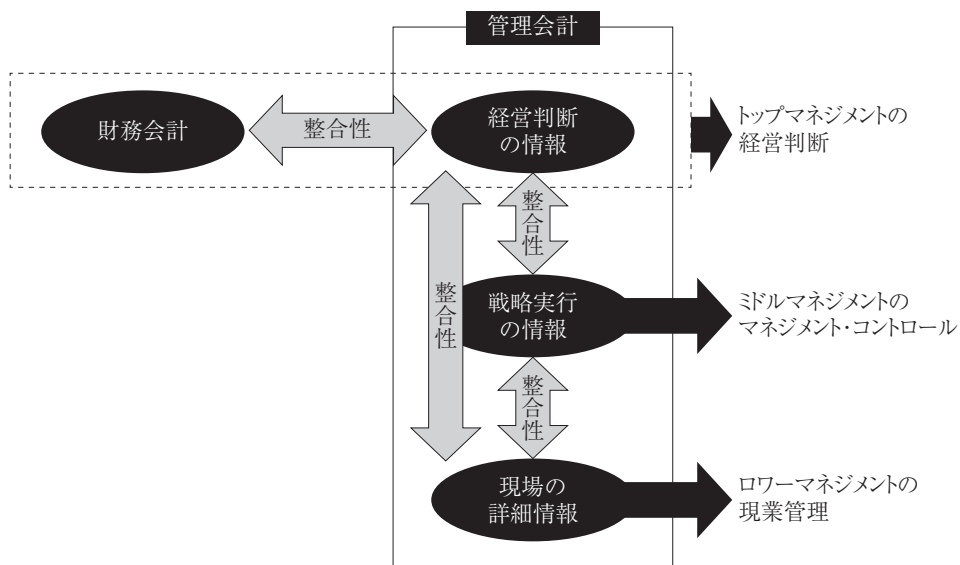 管理会計
財務会計
整合性
経営判断
の情報
トップマネジメントの
経営判断
整合性
整合性
戦略実行
の情報
ミドルマネジメントの
マネジメント・コントロール
整合性
現場の
詳細情報
ロワーマネジメントの
現業管理